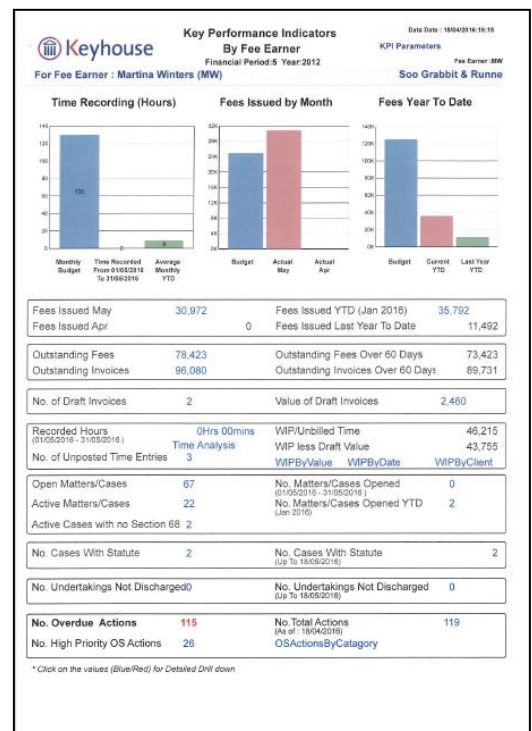 Keyhouse
Key Performance Indicators
By Fee Earner
Financial Period:5 Year:2012
Data Date : 18/04/2016:15:15
KPI Parameters
Fee Earner :MW
For Fee Earner : Martina Winters (MW)
Soo Grabbit & Runne
Time Recording (Hours)
Fees Issued by Month
Fees Year To Date
140
120
100
80
60
40
20
0
130
0
9
Monthly Budget
Time Recorded From 01/05/2016 To 31/05/2016
Average Monthly YTD
Budget
Actual May
Actual Apr
Budget
Current YTD
Last Year YTD
Fees Issued May 30,972 Fees Issued YTD (Jan 2016) 35,792
Fees Issued Apr 0 Fees Issued Last Year To Date 11,492
Outstanding Fees 78,423 Outstanding Fees Over 60 Days 73,423
Outstanding Invoices 96,080 Outstanding Invoices Over 60 Days 89,731
No. of Draft Invoices 2 Value of Draft Invoices 2,460
Recorded Hours 0Hrs 00mins WIP/Unbilled Time 46,215
(01/05/2016 - 31/05/2016 )
Time Analysis WIP less Draft Value 43,755
No. of Unposted Time Entries 3 WIPByValue WIPByDate WIPByClient
Open Matters/Cases 67 No. Matters/Cases Opened 0
(01/05/2016 - 31/05/2016 )
Active Matters/Cases 22 No. Matters/Cases Opened YTD 2
(Jan 2016)
Active Cases with no Section 68 2
No. Cases With Statute 2 No. Cases With Statute 2
(Up To 18/05/2016)
No. Undertakings Not Discharged0 No. Undertakings Not Discharged 0
(Up To 18/05/2016)
No. Overdue Actions 115 No.Total Actions 119
(As of : 18/04/2016)
No. High Priority OS Actions 26 OSActionsByCatagory
* Click on the values (Blue/Red) for Detailed Drill down